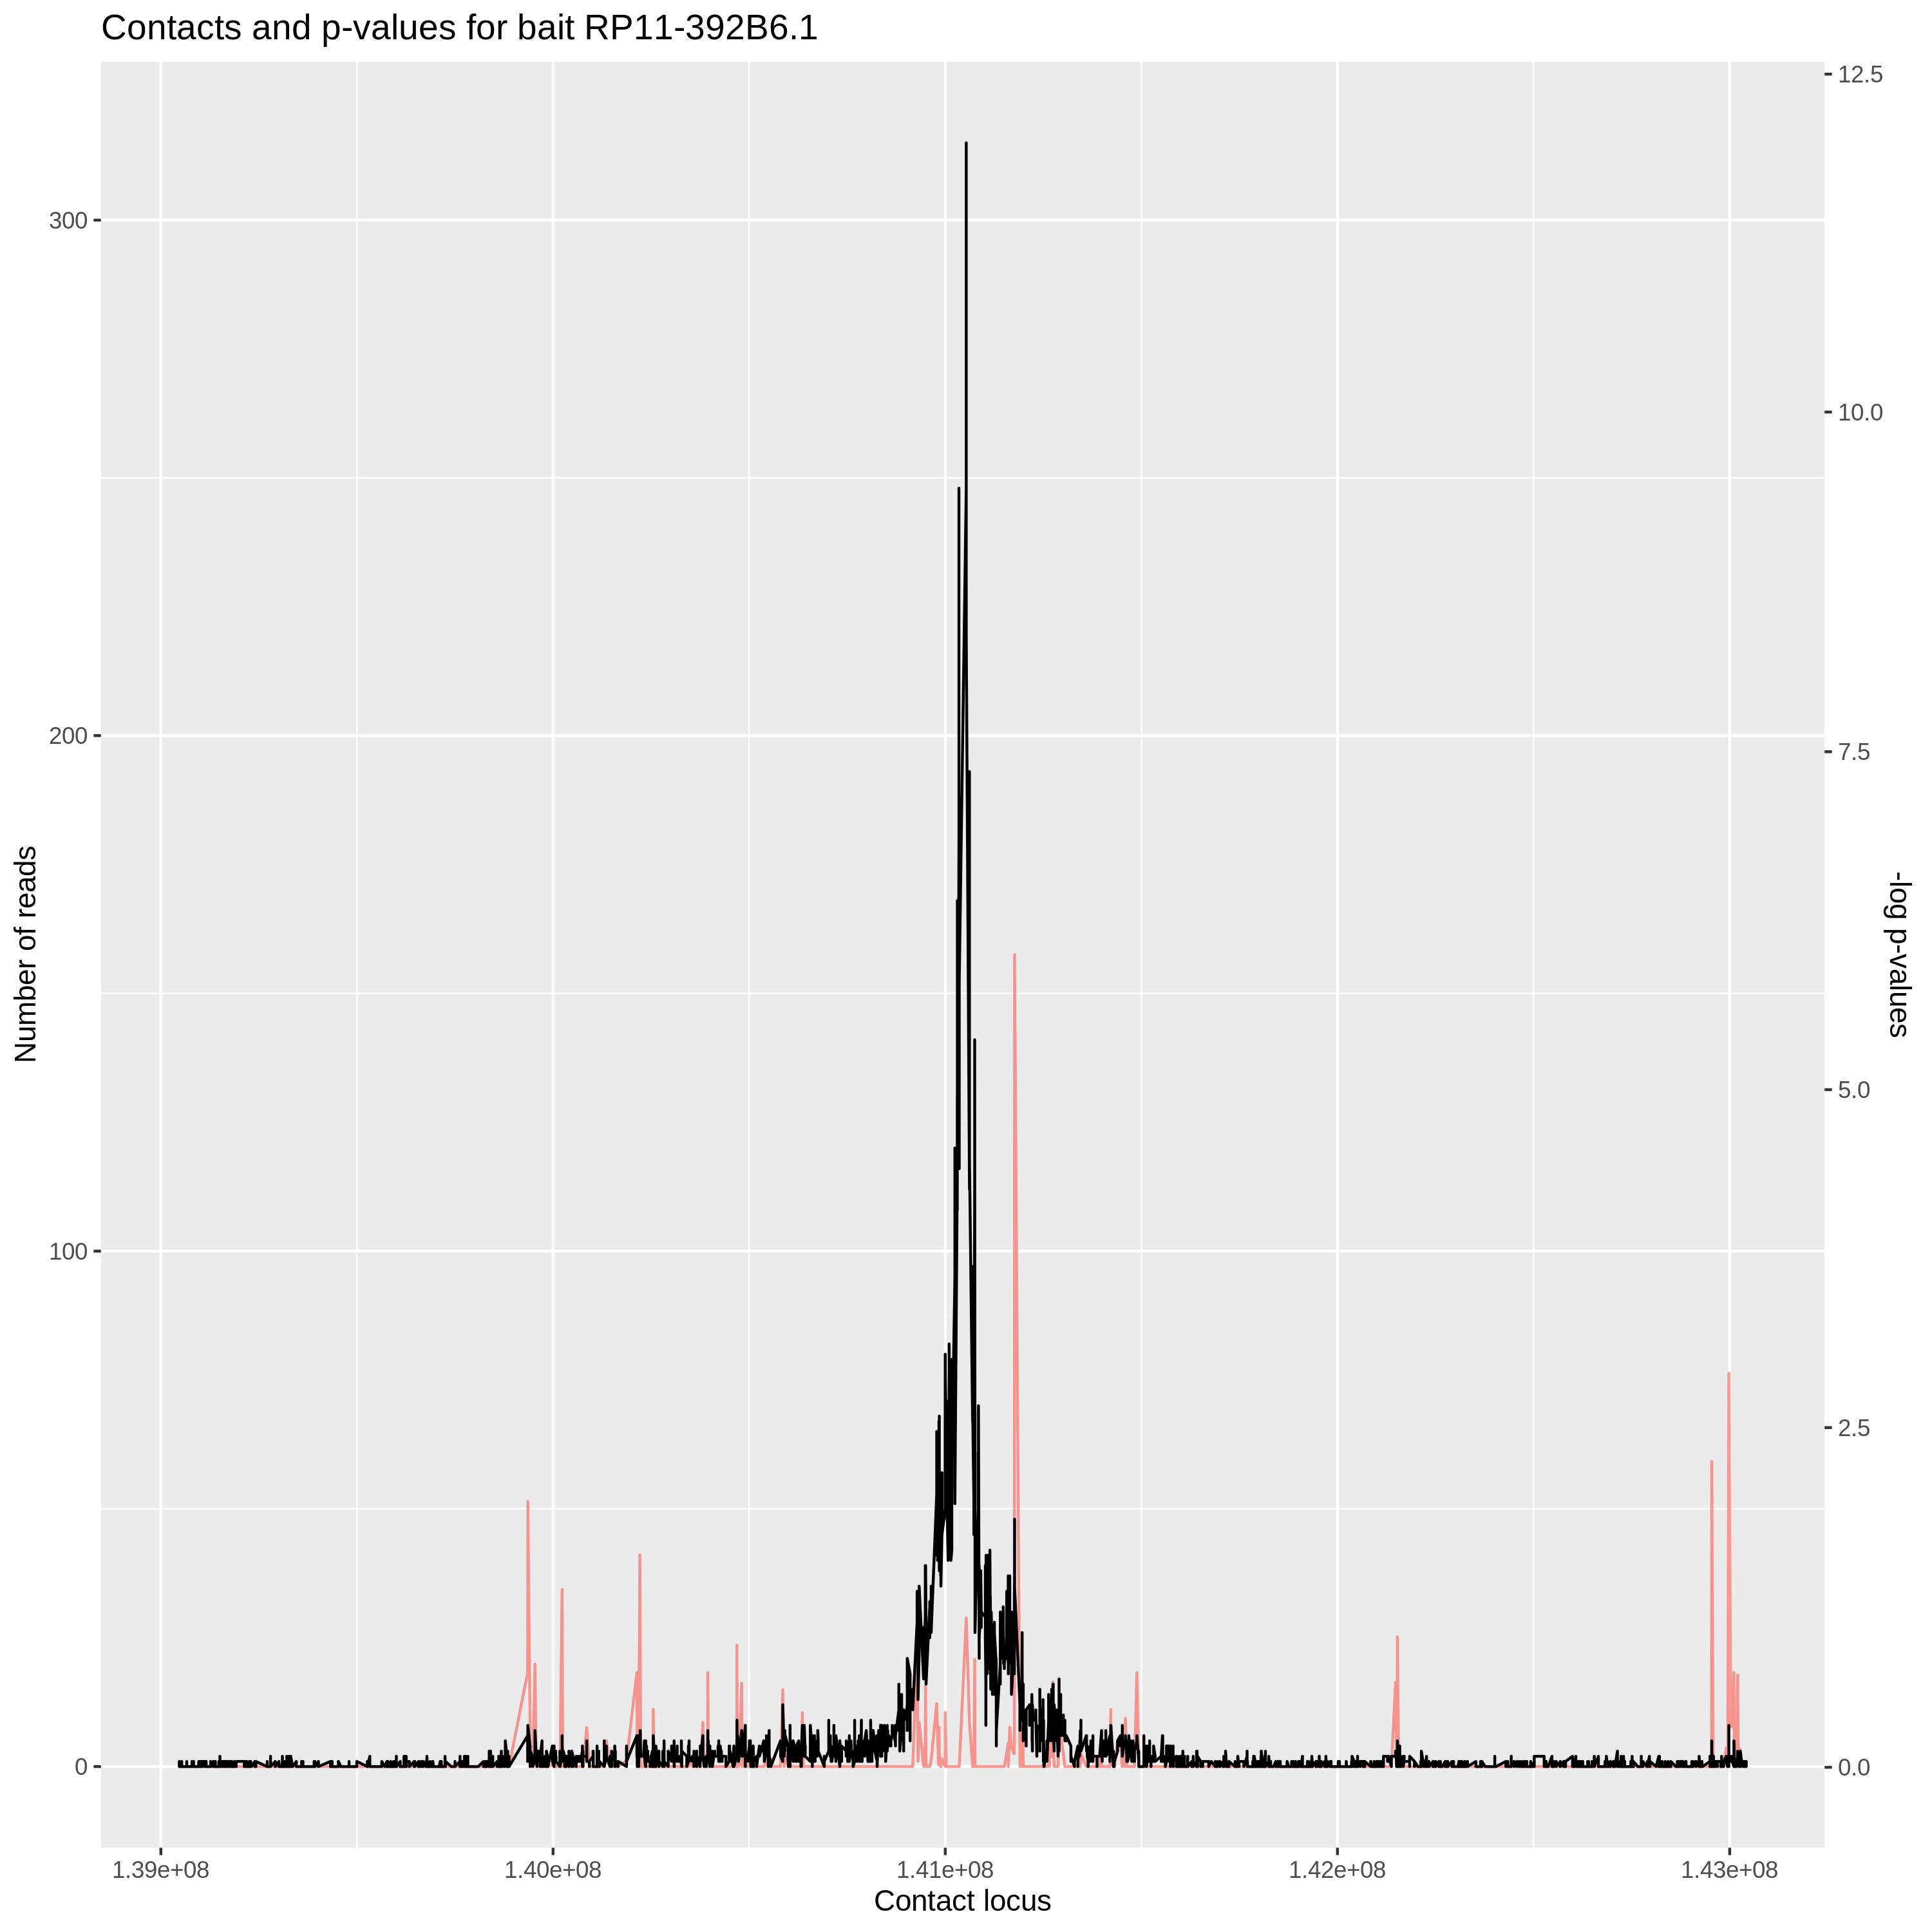 Contacts and p-values for bait RP11-392B6.1
12.5
300
10.0
200
7.5
Number of reads
-log p-values
5.0
100
2.5
0
0.0
1.39e+08
1.40e+08
1.41e+08
1.42e+08
1.43e+08
Contact locus